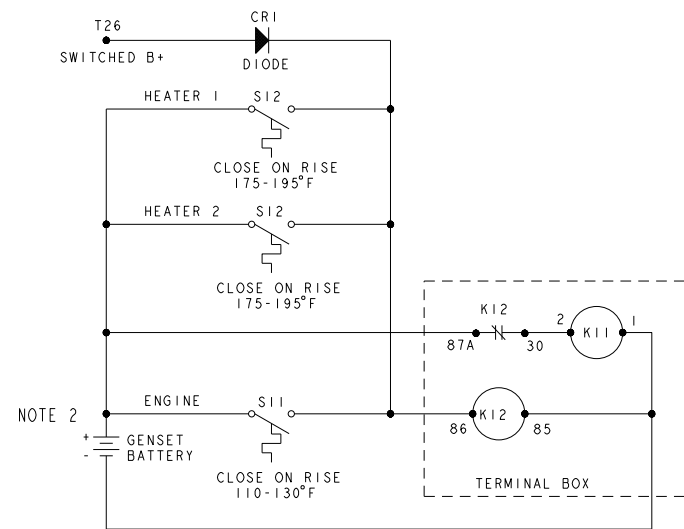 CR1
T26
SWITCHED B+
DIODE
HEATER 1
S12
CLOSE ON RISE
175-195°F
HEATER 2
S12
CLOSE ON RISE
175-195°F
K12
2
K11
1
87A
30
NOTE 2
ENGINE
S11
K12
86
85
+
-
GENSET
BATTERY
CLOSE ON RISE
110-130°F
TERMINAL BOX